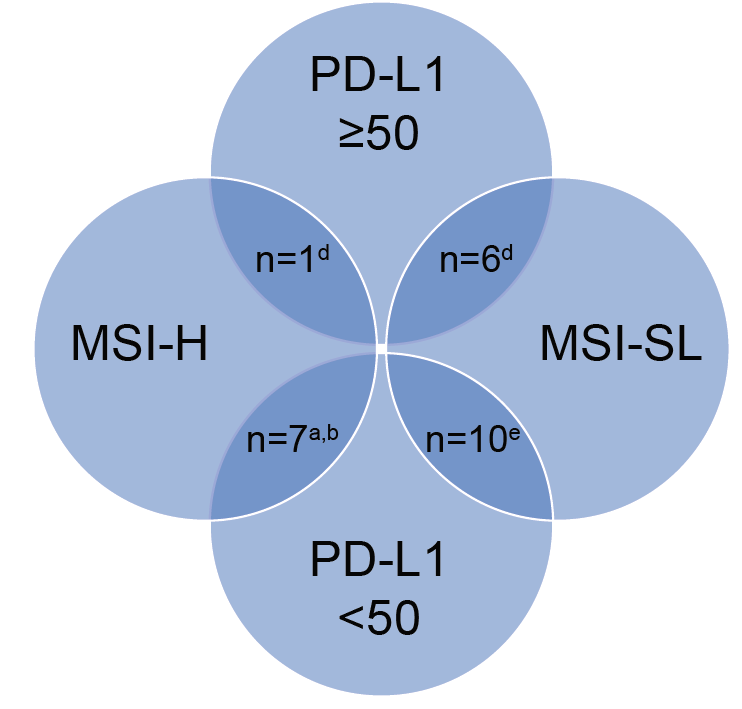 PD-L1
≥50
n=1ᵈ
n=6ᵈ
MSI-H
MSI-SL
n=7ᵃ,ᵇ
n=10ᵉ
PD-L1
<50